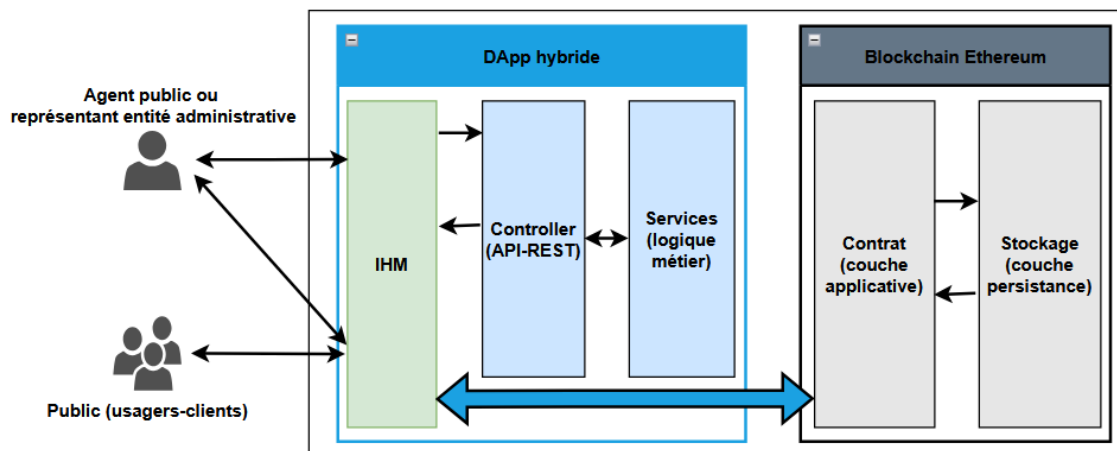 DApp hybride
Blockchain Ethereum
Agent public ou
représentant entité administrative
IHM
Controller
(API-REST)
Services
(logique
métier)
Contrat
(couche
applicative)
Stockage
(couche
persistance)
Public (usagers-clients)